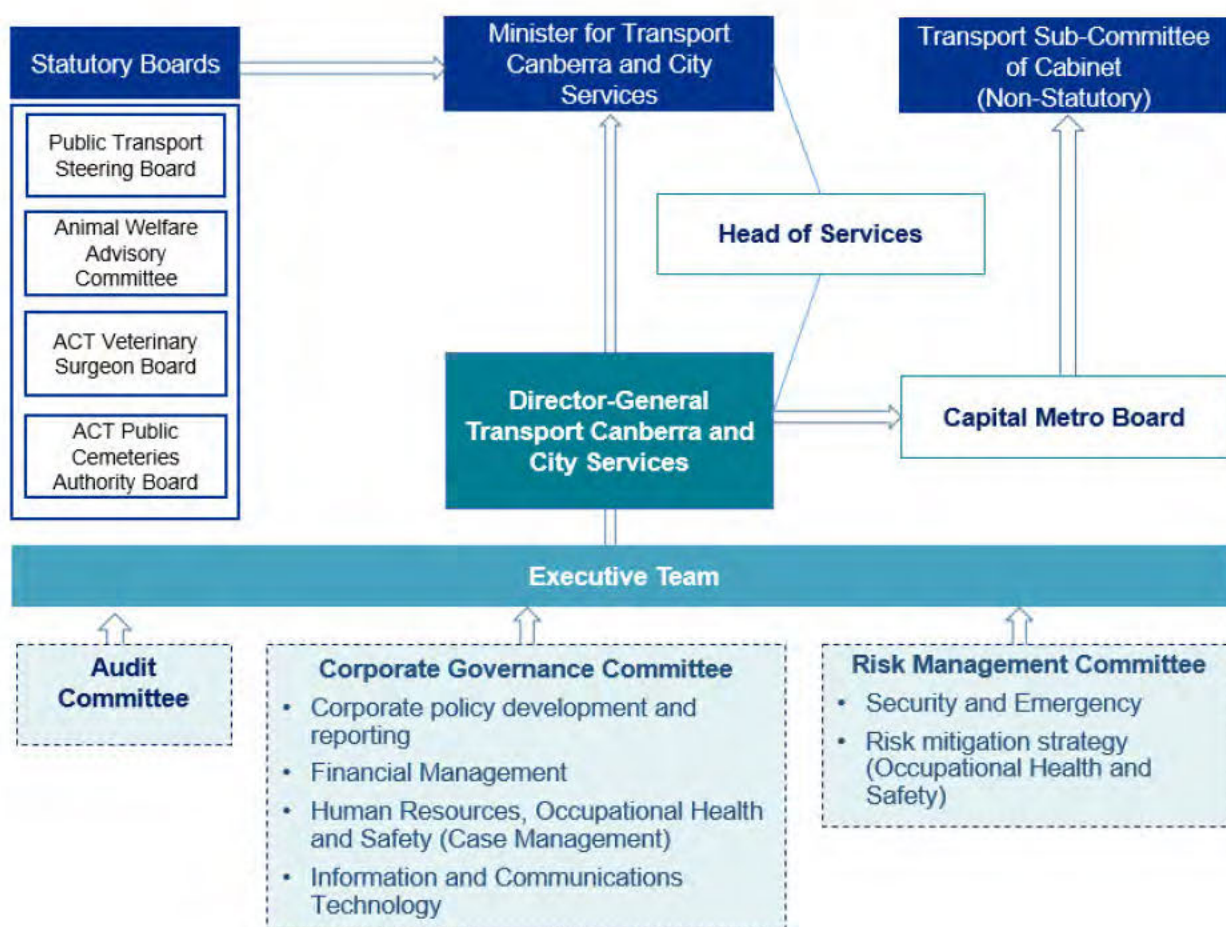 Statutory Boards
Public Transport
Steering Board
Animal Welfare
Advisory
Committee
ACT Veterinary
Surgeon Board
ACT Public
Cemeteries
Authority Board
Minister for Transport
Canberra and City
Services
Transport Sub-Committee
of Cabinet
(Non-Statutory)
Head of Services
Director-General
Transport Canberra and
City Services
Capital Metro Board
Executive Team
Audit
Committee
Corporate Governance Committee
• Corporate policy development and
reporting
• Financial Management
• Human Resources, Occupational Health
and Safety (Case Management)
• Information and Communications
Technology
Risk Management Committee
• Security and Emergency
• Risk mitigation strategy
(Occupational Health and
Safety)